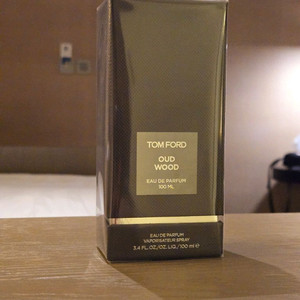 TOM FORD
OUD
WOOD
EAU DE PARFUM
100 ML
EAU DE PARFUM
VAPORISATEUR SPRAY
3.4 FL.OZ./OZ.LIQ./100 ml ℮